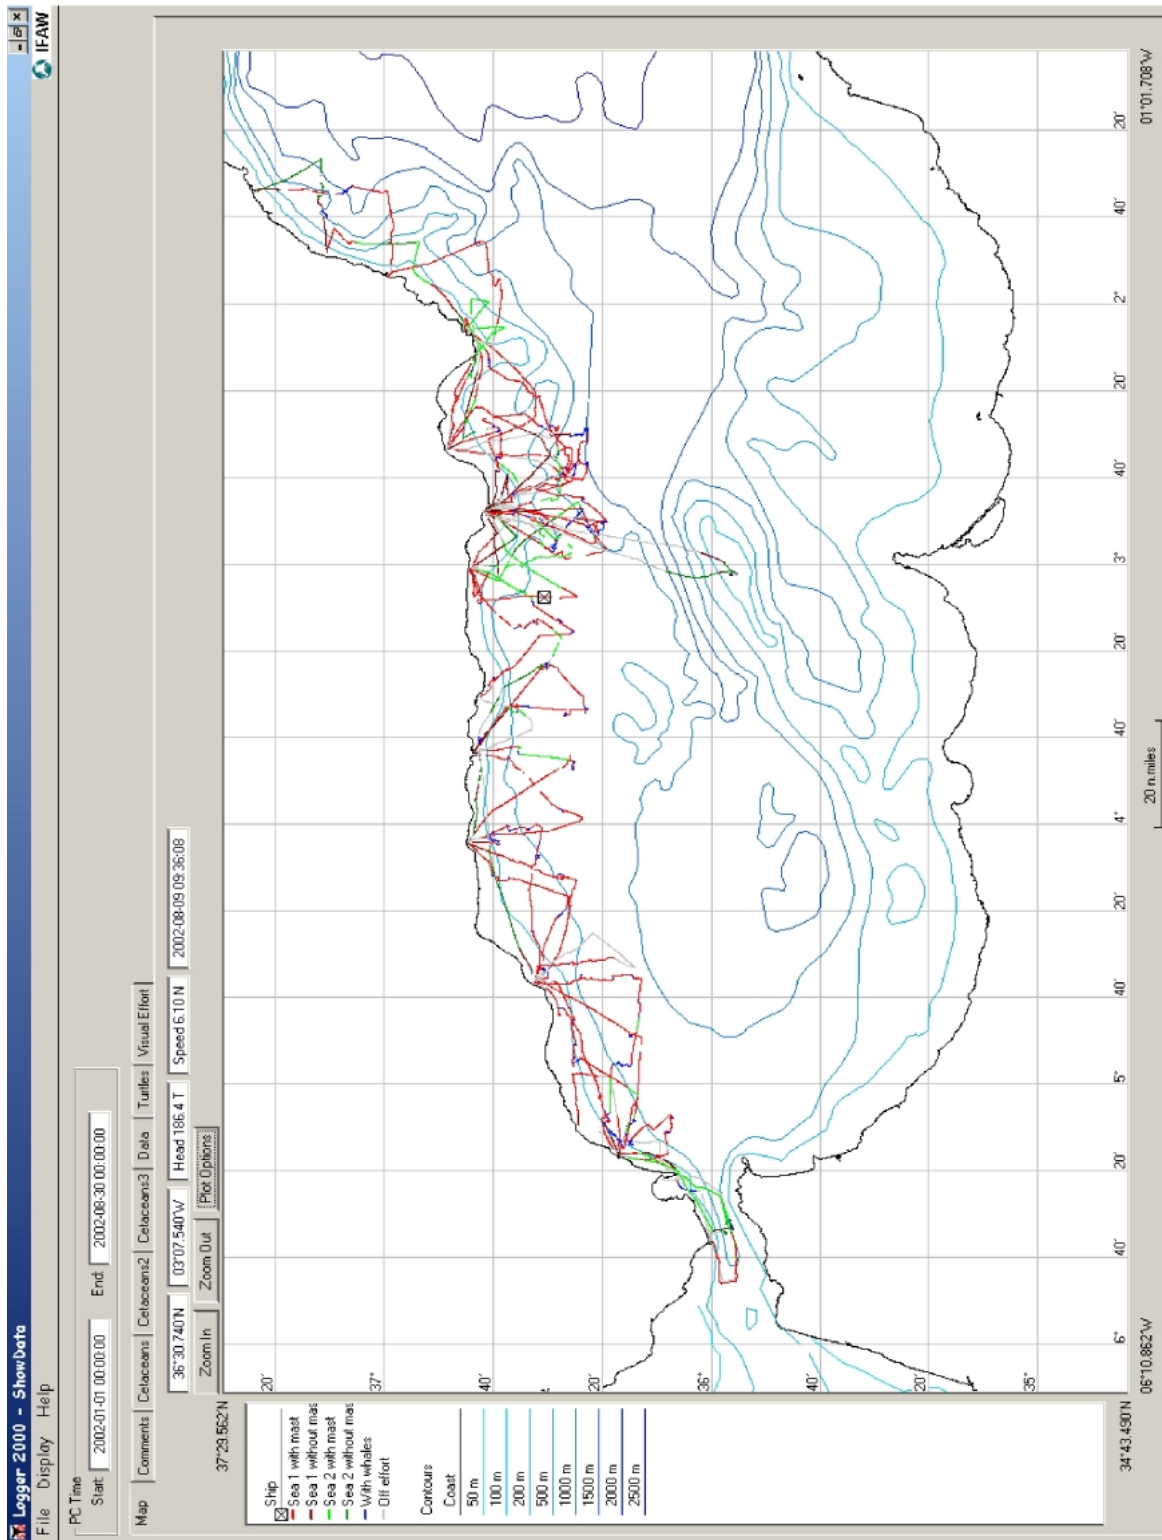 Logger 2000 - ShowData
File Display Help
IFAW
PC Time
Start 2002-01-01 00:00:00 End 2002-08-30 00:00:00
Map Comments Cetaceans Cetaceans2 Cetaceans3 Data Turtles Visual Effort
36°30.740'N 03°07.540'W Head 186.4 T Speed 6.10 N 2002-08-09 09:36:08
Zoom In Zoom Out Plot Options
37°29.562'N
Ship
Sea 1 with mast
Sea 1 without mas
Sea 2 with mast
Sea 2 without mas
With whales
Off effort
Contours
Coast
50 m
100 m
200 m
500 m
1000 m
1500 m
2000 m
2500 m
34°43.490'N
20'
37°
40'
20'
36°
40'
20'
35°
6° 40' 20' 5° 40' 20' 4° 40' 20' 3° 40' 20' 2° 40' 20'
06°10.862'W 20 n.miles 01°01.708'W